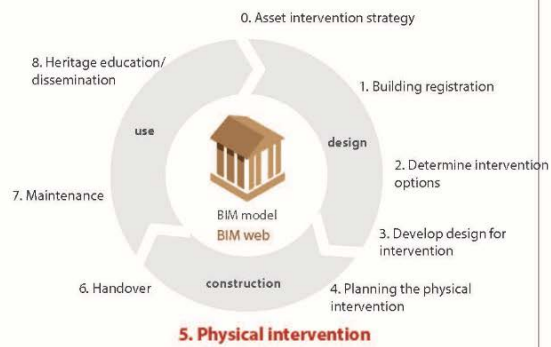 0. Asset intervention strategy
1. Building registration
2. Determine intervention
options
3. Develop design for
intervention
4. Planning the physical
intervention
5. Physical intervention
6. Handover
7. Maintenance
8. Heritage education/
dissemination
use
design
construction
BIM model
BIM web